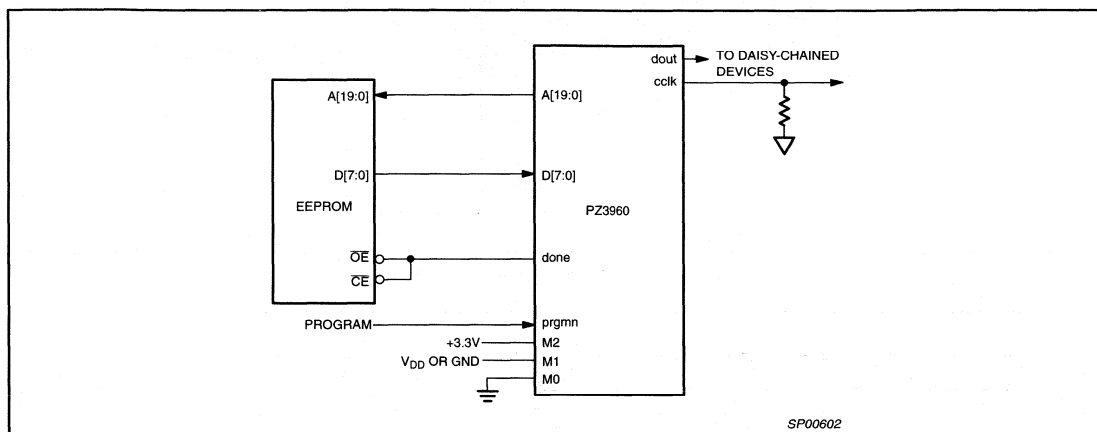 dout
TO DAISY-CHAINED
DEVICES
cclk
A[19:0]
A[19:0]
D[7:0]
D[7:0]
EEPROM
PZ3960
OE
done
CE
PROGRAM
prgmn
+3.3V
M2
VDD OR GND
M1
M0
SP00602